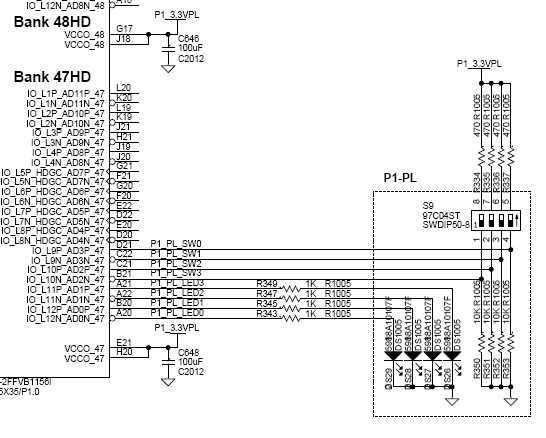 IO_L12N_AD8N_48
Bank 48HD
P1_3.3VPL
VCCO_48 G17
VCCO_48 J18
C646
100uF
C2012
Bank 47HD
IO_L1P_AD11P_47 L20
IO_L1N_AD11N_47 K20
IO_L2P_AD10P_47 L19
IO_L2N_AD10N_47 K19
IO_L3P_AD9P_47 J21
IO_L3N_AD9N_47 H21
IO_L4P_AD8P_47 J19
IO_L4N_AD8N_47 J20
IO_L5P_HDGC_AD7P_47 G21
IO_L5N_HDGC_AD7N_47 F21
IO_L6P_HDGC_AD6P_47 G20
IO_L6N_HDGC_AD6N_47 F20
IO_L7P_HDGC_AD5P_47 E22
IO_L7N_HDGC_AD5N_47 D22
IO_L8P_HDGC_AD4P_47 E20
IO_L8N_HDGC_AD4N_47 D20
IO_L9P_AD3P_47 D21 P1_PL_SW0
IO_L9N_AD3N_47 C22 P1_PL_SW1
IO_L10P_AD2P_47 C21 P1_PL_SW2
IO_L10N_AD2N_47 B21 P1_PL_SW3
IO_L11P_AD1P_47 A21 P1_PL_LED3 R349 1K R1005
IO_L11N_AD1N_47 A22 P1_PL_LED2 R347 1K R1005
IO_L12P_AD0P_47 B20 P1_PL_LED1 R345 1K R1005
IO_L12N_AD0N_47 A20 P1_PL_LED0 R343 1K R1005
P1_3.3VPL
VCCO_47 E21
VCCO_47 H20
C648
100uF
C2012
-2FFVB1156I
5X35/P1.0
P1_3.3VPL
470 R1005
470 R1005
470 R1005
470 R1005
R334
R335
R336
R337
P1-PL
8
7
6
5
S9
97C04ST
SWDIP50-8
1
2
3
4
10K R1005
10K R1005
10K R1005
10K R1005
R350
R351
R352
R353
DS1005
DS1005
DS1005
DS1005
DS29
DS28
DS27
DS26